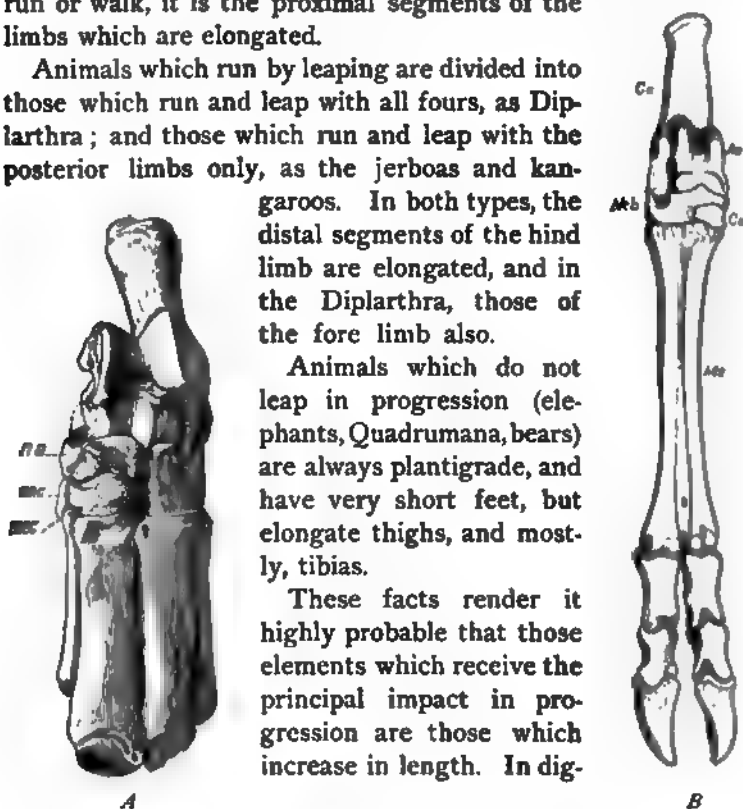 run or walk, it is the proximal segments of the
limbs which are elongated.
Animals which run by leaping are divided into
those which run and leap with all fours, as Dip-
larthra; and those which run and leap with the
posterior limbs only, as the jerboas and kan-
garoos. In both types, the
distal segments of the hind
limb are elongated, and in
the Diplarthra, those of
the fore limb also.
Animals which do not
leap in progression (ele-
phants, Quadrumana, bears)
are always plantigrade, and
have very short feet, but
elongate thighs, and most-
ly, tibias.
These facts render it
highly probable that those
elements which receive the
principal impact in pro-
gression are those which
increase in length. In dig-
na
A
Ca
As
Nkb
Mt
B